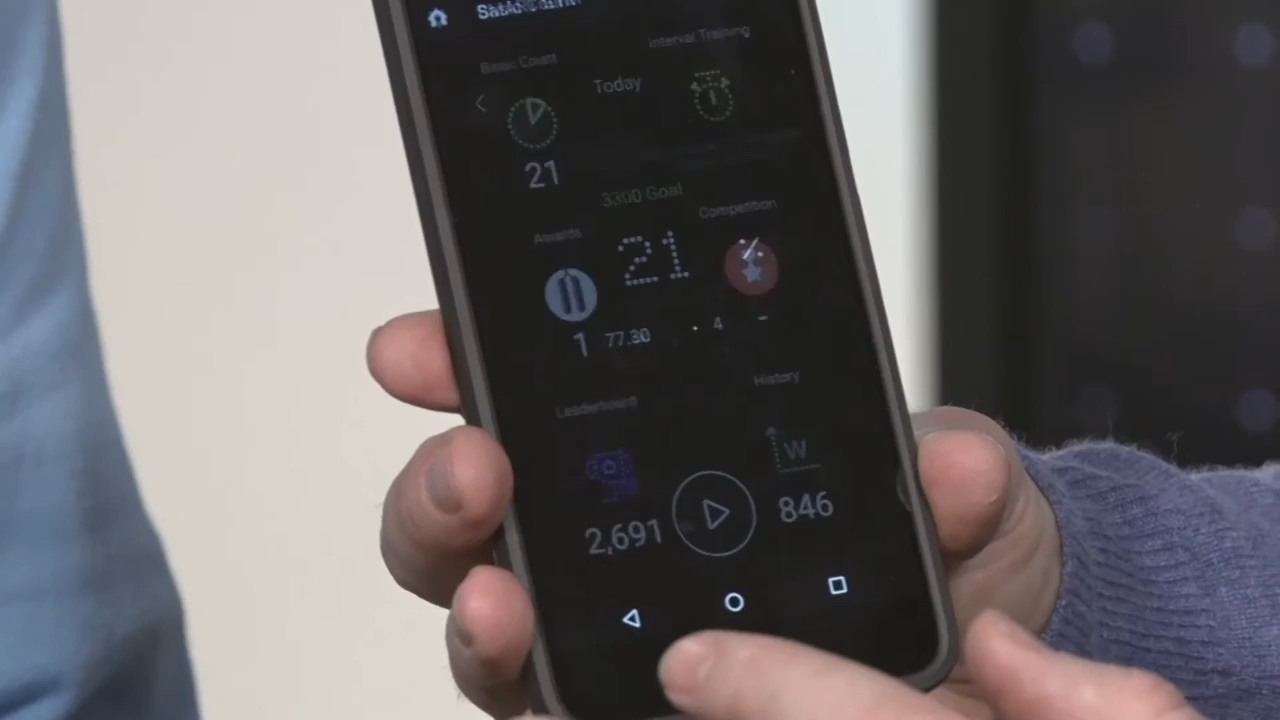 Interval Training
Basic Count
Today
21
3300 Goal
Competition
Awards
21
1
77.30
4
History
Leaderboard
W
2,691
846